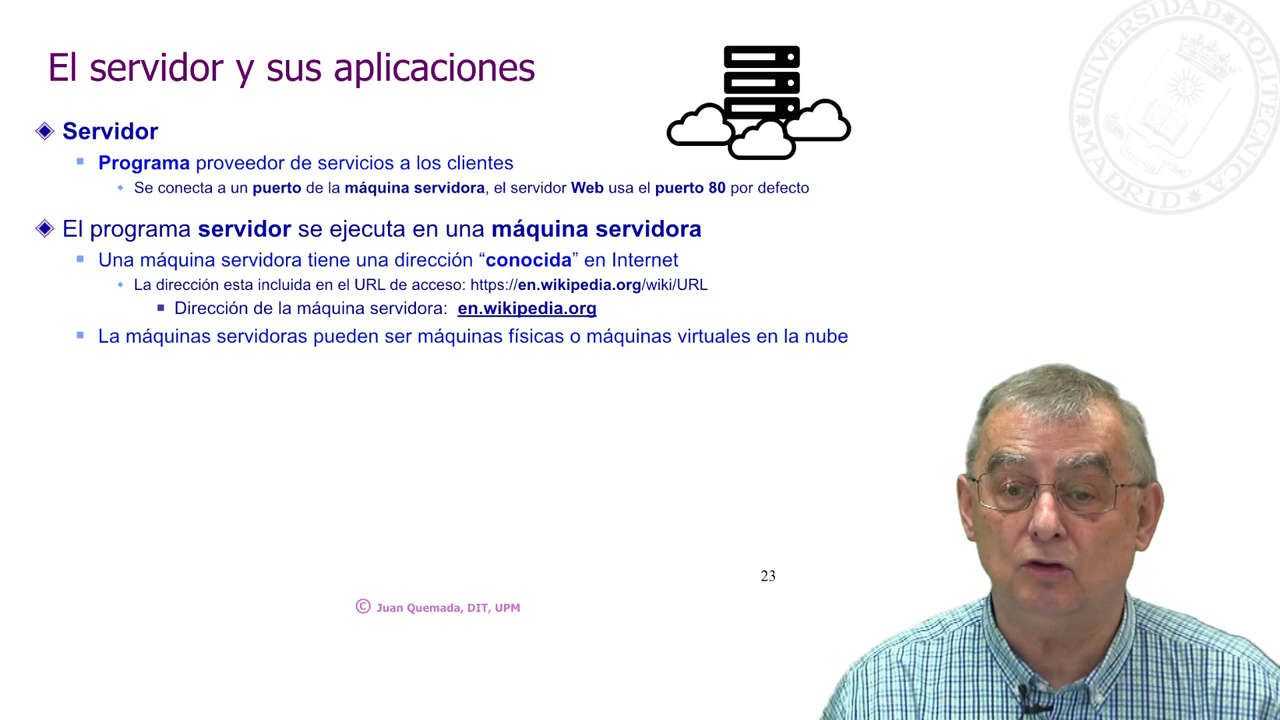 El servidor y sus aplicaciones
Servidor
Programa proveedor de servicios a los clientes
Se conecta a un puerto de la máquina servidora, el servidor Web usa el puerto 80 por defecto
El programa servidor se ejecuta en una máquina servidora
Una máquina servidora tiene una dirección “conocida” en Internet
La dirección esta incluida en el URL de acceso: https://en.wikipedia.org/wiki/URL
Dirección de la máquina servidora: en.wikipedia.org
La máquinas servidoras pueden ser máquinas físicas o máquinas virtuales en la nube
23
© Juan Quemada, DIT, UPM
UNIVERSIDAD POLITECNICA
MADRID